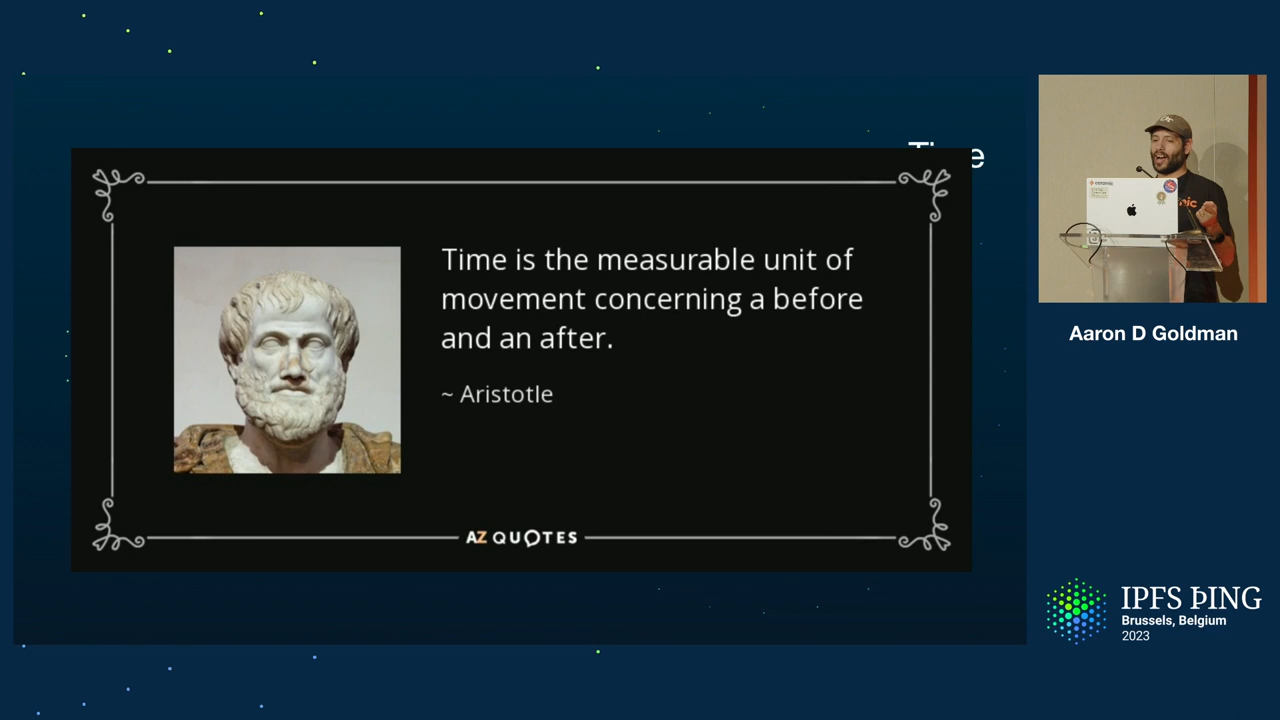 Time is the measurable unit of
movement concerning a before
and an after.
~ Aristotle
AZ QUOTES
Aaron D Goldman
IPFS ÞING
Brussels, Belgium
2023